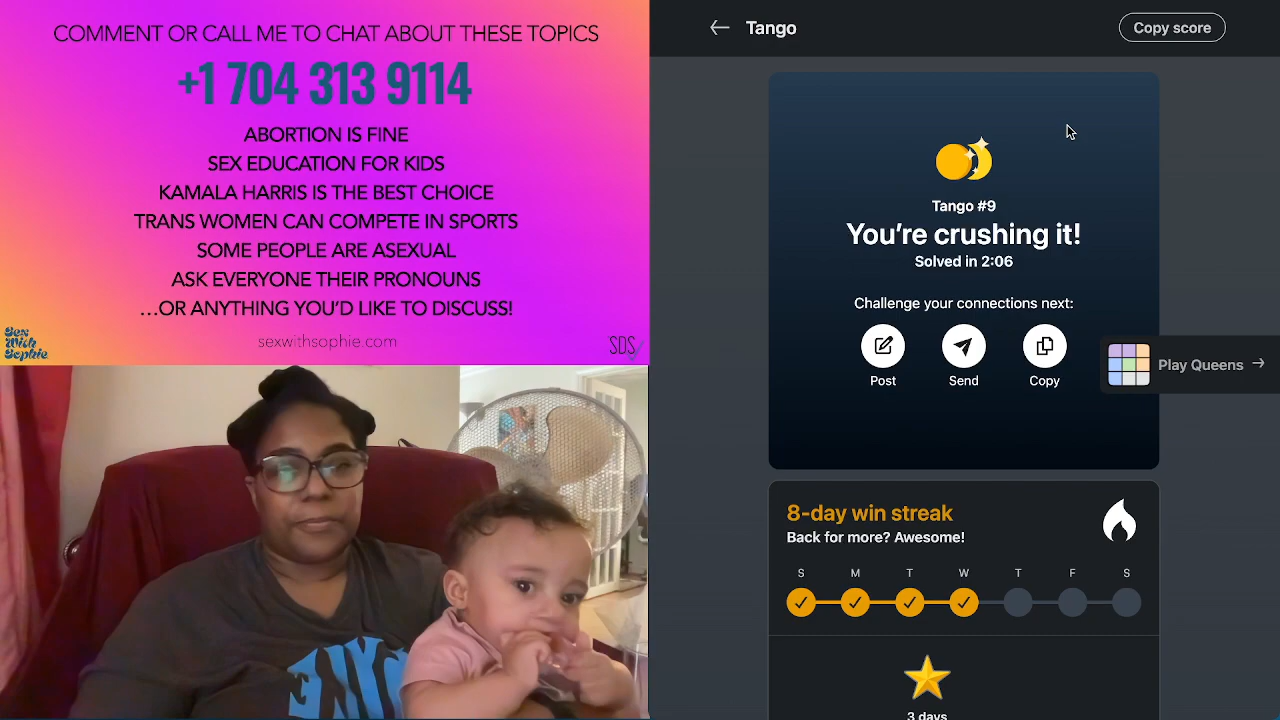 COMMENT OR CALL ME TO CHAT ABOUT THESE TOPICS
+1 704 313 9114
ABORTION IS FINE
SEX EDUCATION FOR KIDS
KAMALA HARRIS IS THE BEST CHOICE
TRANS WOMEN CAN COMPETE IN SPORTS
SOME PEOPLE ARE ASEXUAL
ASK EVERYONE THEIR PRONOUNS
...OR ANYTHING YOU'D LIKE TO DISCUSS!
Sex
With
Sophie
sexwithsophie.com
SDS
Tango
Copy score
Tango #9
You're crushing it!
Solved in 2:06
Challenge your connections next:
Post Send Copy
Play Queens →
8-day win streak
Back for more? Awesome!
S M T W T F S
3 days